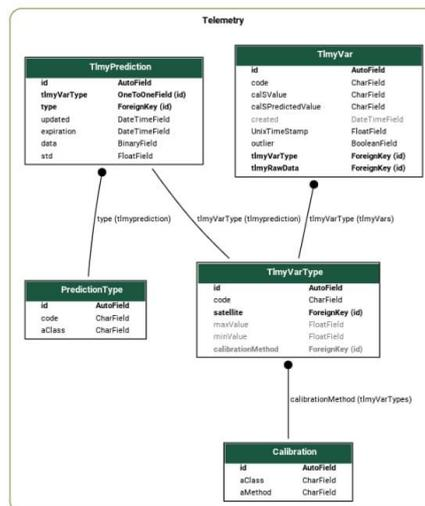 Telemetry
TlmyPrediction
id AutoField
tlmyVarType OneToOneField (id)
type ForeignKey (id)
updated DateTimeField
expiration DateTimeField
data BinaryField
std FloatField
TlmyVar
id AutoField
code CharField
calSValue CharField
calSPredictedValue CharField
created DateTimeField
UnixTimeStamp FloatField
outlier BooleanField
tlmyVarType ForeignKey (id)
tlmyRawData ForeignKey (id)
type (tlmyprediction)
tlmyVarType (tlmyprediction)
tlmyVarType (tlmyVars)
PredictionType
id AutoField
code CharField
aClass CharField
TlmyVarType
id AutoField
code CharField
satellite ForeignKey (id)
maxValue FloatField
minValue FloatField
calibrationMethod ForeignKey (id)
calibrationMethod (tlmyVarTypes)
Calibration
id AutoField
aClass CharField
aMethod CharField